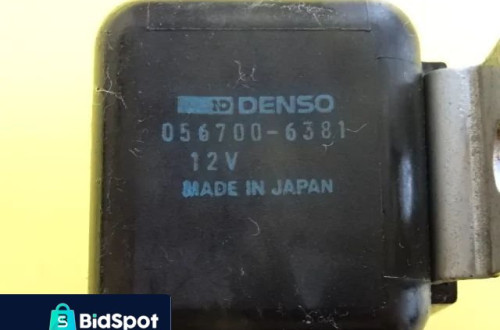 DENSO
056700-6381
12V
MADE IN JAPAN
BidSpot